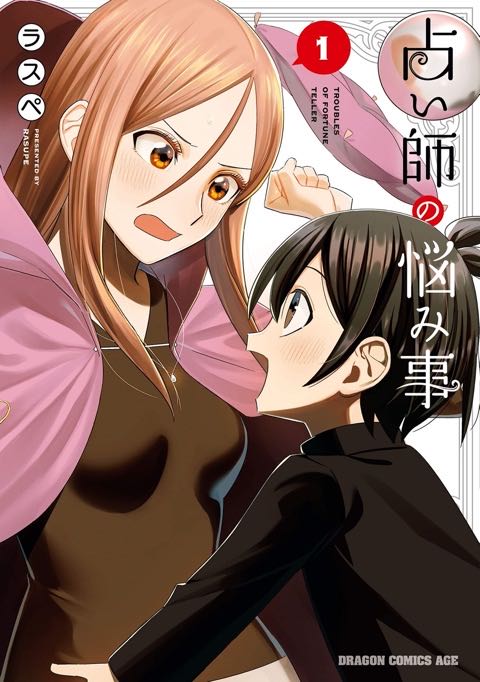 占い師の悩み事
1
TROUBLES
OF FORTUNE
TELLER
ラスペ
PRESENTED BY
RASUPE
DRAGON COMICS AGE